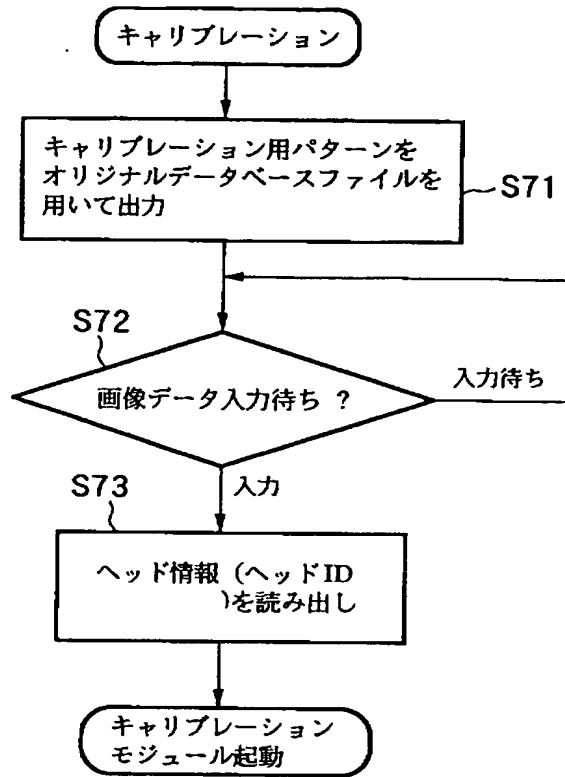 キャリブレーション
キャリブレーション用パターンを
オリジナルデータベースファイルを
用いて出力
S71
S72
画像データ入力待ち ?
入力待ち
入力
S73
ヘッド情報 (ヘッドID
)を読み出し
キャリブレーション
モジュール起動